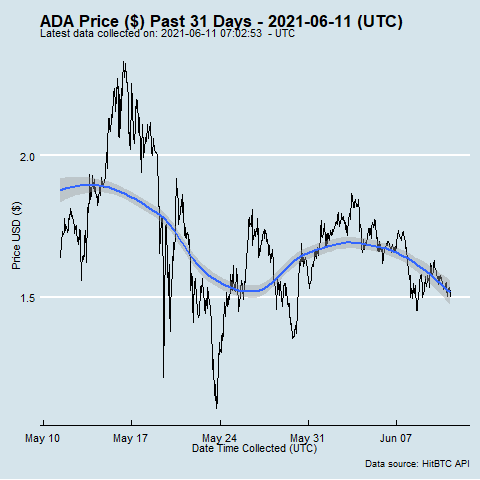 ADA Price ($) Past 31 Days - 2021-06-11 (UTC)
Latest data collected on: 2021-06-11 07:02:53 - UTC
Price USD ($)
2.0
1.5
May 10 May 17 May 24 May 31 Jun 07
Date Time Collected (UTC)
Data source: HitBTC API